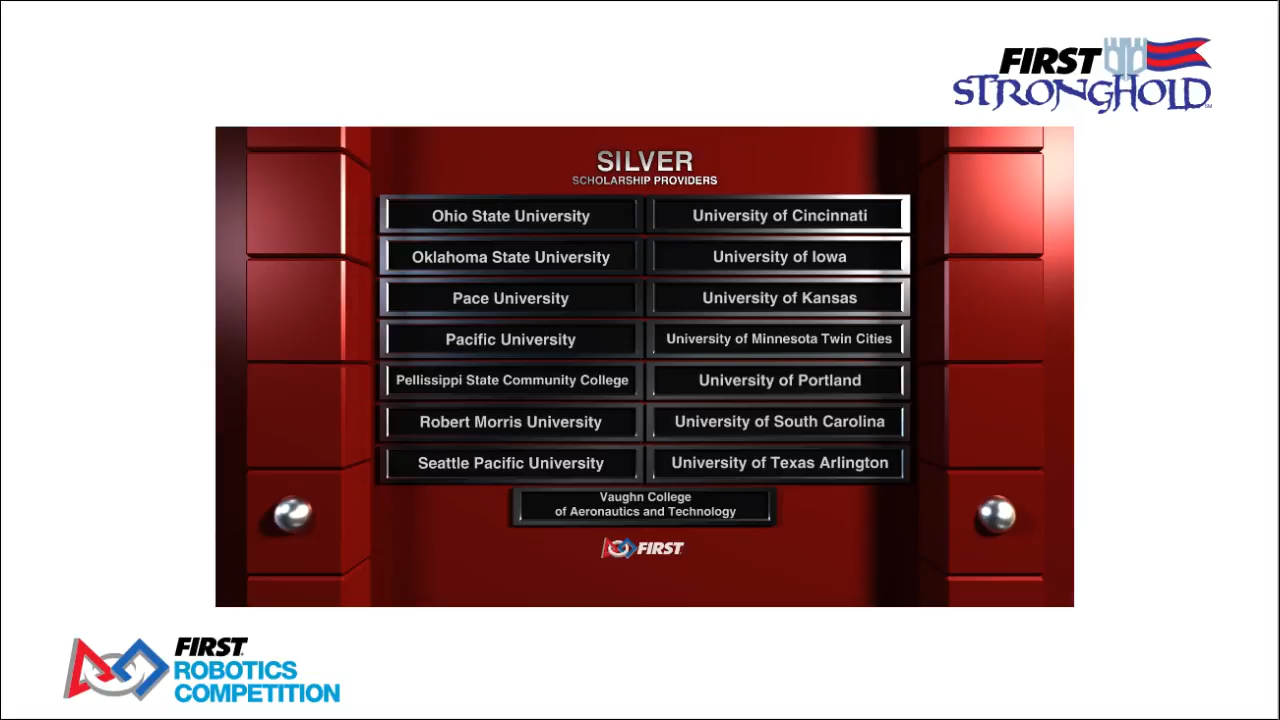 FIRST
STRONGHOLD
SILVER
SCHOLARSHIP PROVIDERS
Ohio State University
University of Cincinnati
Oklahoma State University
University of Iowa
Pace University
University of Kansas
Pacific University
University of Minnesota Twin Cities
Pellissippi State Community College
University of Portland
Robert Morris University
University of South Carolina
Seattle Pacific University
University of Texas Arlington
Vaughn College
of Aeronautics and Technology
FIRST
FIRST
ROBOTICS
COMPETITION